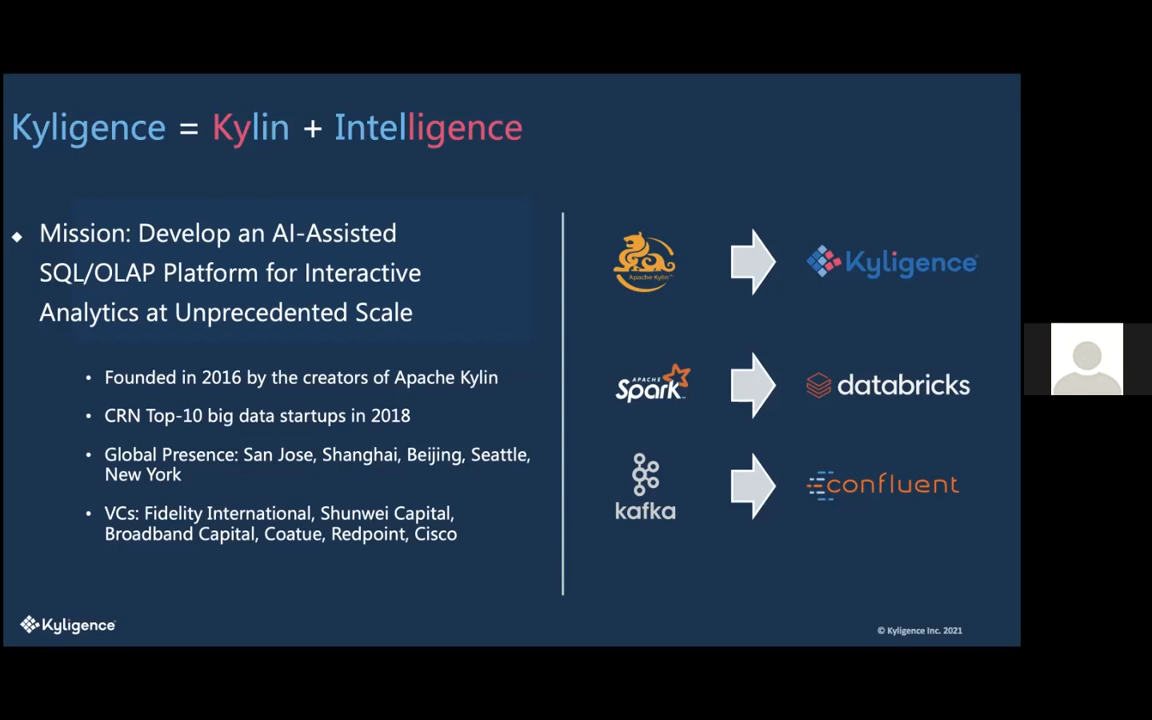 Kyligence = Kylin + Intelligence
◆ Mission: Develop an AI-Assisted
SQL/OLAP Platform for Interactive
Analytics at Unprecedented Scale
• Founded in 2016 by the creators of Apache Kylin
• CRN Top-10 big data startups in 2018
• Global Presence: San Jose, Shanghai, Beijing, Seattle,
New York
• VCs: Fidelity International, Shunwei Capital,
Broadband Capital, Coatue, Redpoint, Cisco
Apache Kylin™
Kyligence
APACHE
Spark™
databricks
kafka
confluent
Kyligence
© Kyligence Inc. 2021